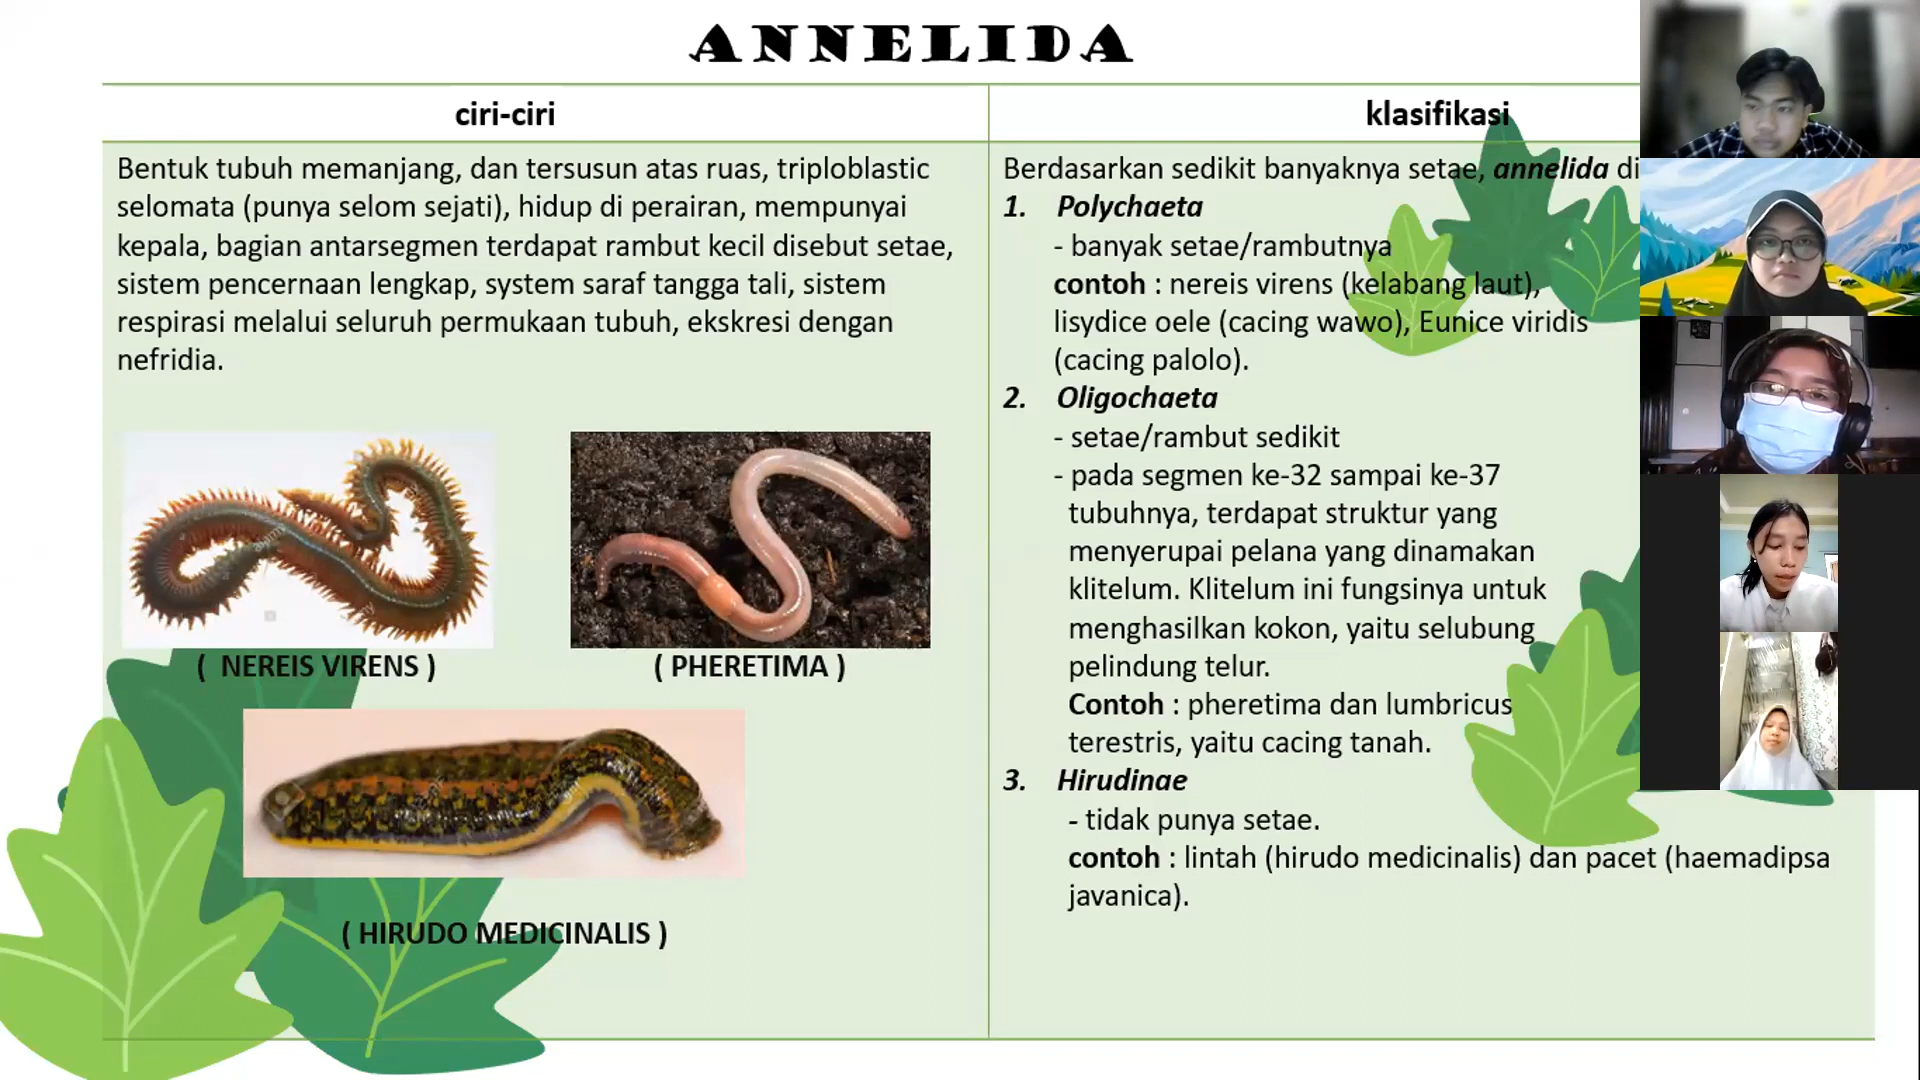 ANNELIDA
ciri-ciri
Bentuk tubuh memanjang, dan tersusun atas ruas, triploblastic
selomata (punya selom sejati), hidup di perairan, mempunyai
kepala, bagian antarsegmen terdapat rambut kecil disebut setae,
sistem pencernaan lengkap, system saraf tangga tali, sistem
respirasi melalui seluruh permukaan tubuh, ekskresi dengan
nefridia.
( NEREIS VIRENS )
( PHERETIMA )
( HIRUDO MEDICINALIS )
klasifikasi
Berdasarkan sedikit banyaknya setae, annelida di
1. Polychaeta
- banyak setae/rambutnya
contoh : nereis virens (kelabang laut),
lisydice oele (cacing wawo), Eunice viridis
(cacing palolo).
2. Oligochaeta
- setae/rambut sedikit
- pada segmen ke-32 sampai ke-37
tubuhnya, terdapat struktur yang
menyerupai pelana yang dinamakan
klitelum. Klitelum ini fungsinya untuk
menghasilkan kokon, yaitu selubung
pelindung telur.
Contoh : pheretima dan lumbricus
terestris, yaitu cacing tanah.
3. Hirudinae
- tidak punya setae.
contoh : lintah (hirudo medicinalis) dan pacet (haemadipsa
javanica).